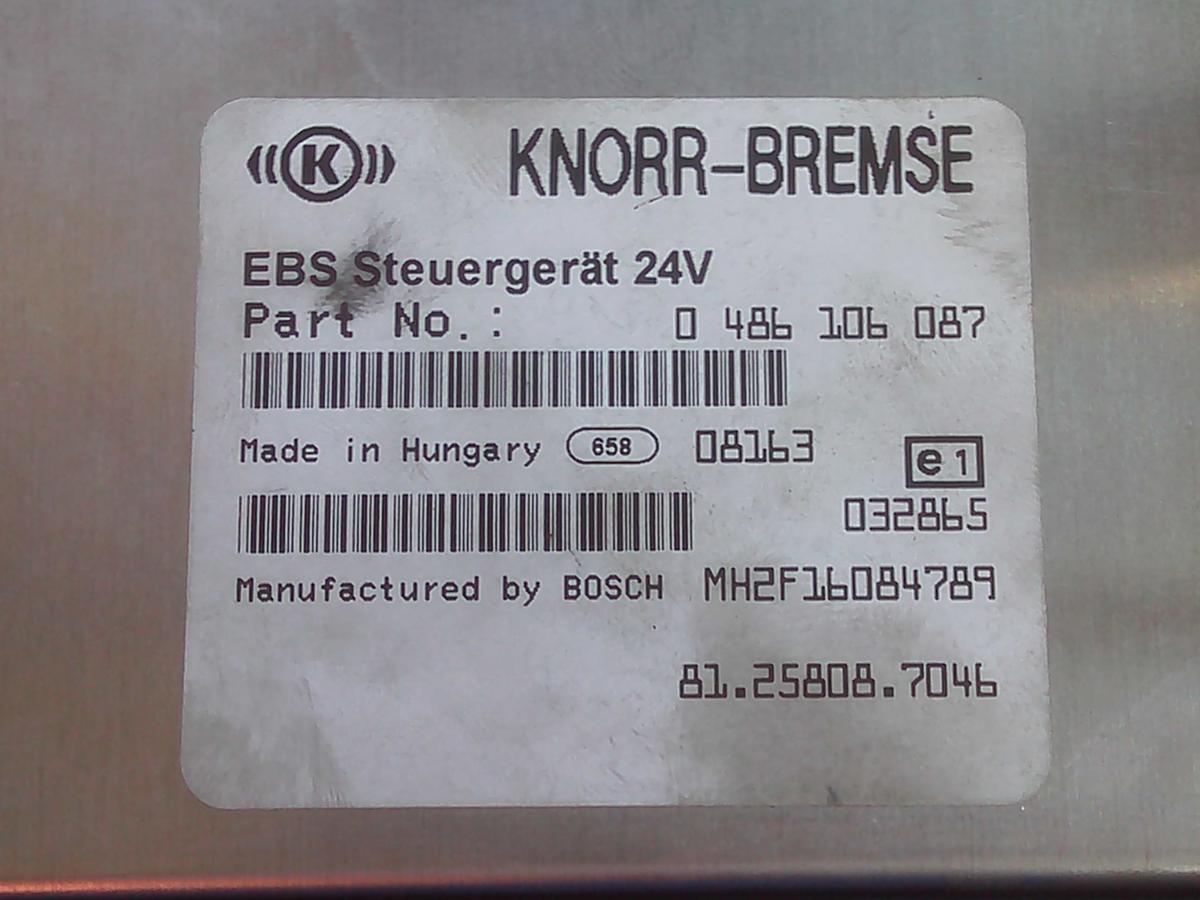 K KNORR-BREMSE
EBS Steuergerät 24V
Part No.: 0 486 106 087
Made in Hungary 658 08163
e1
032865
Manufactured by BOSCH MH2F16084789
81.25808.7046